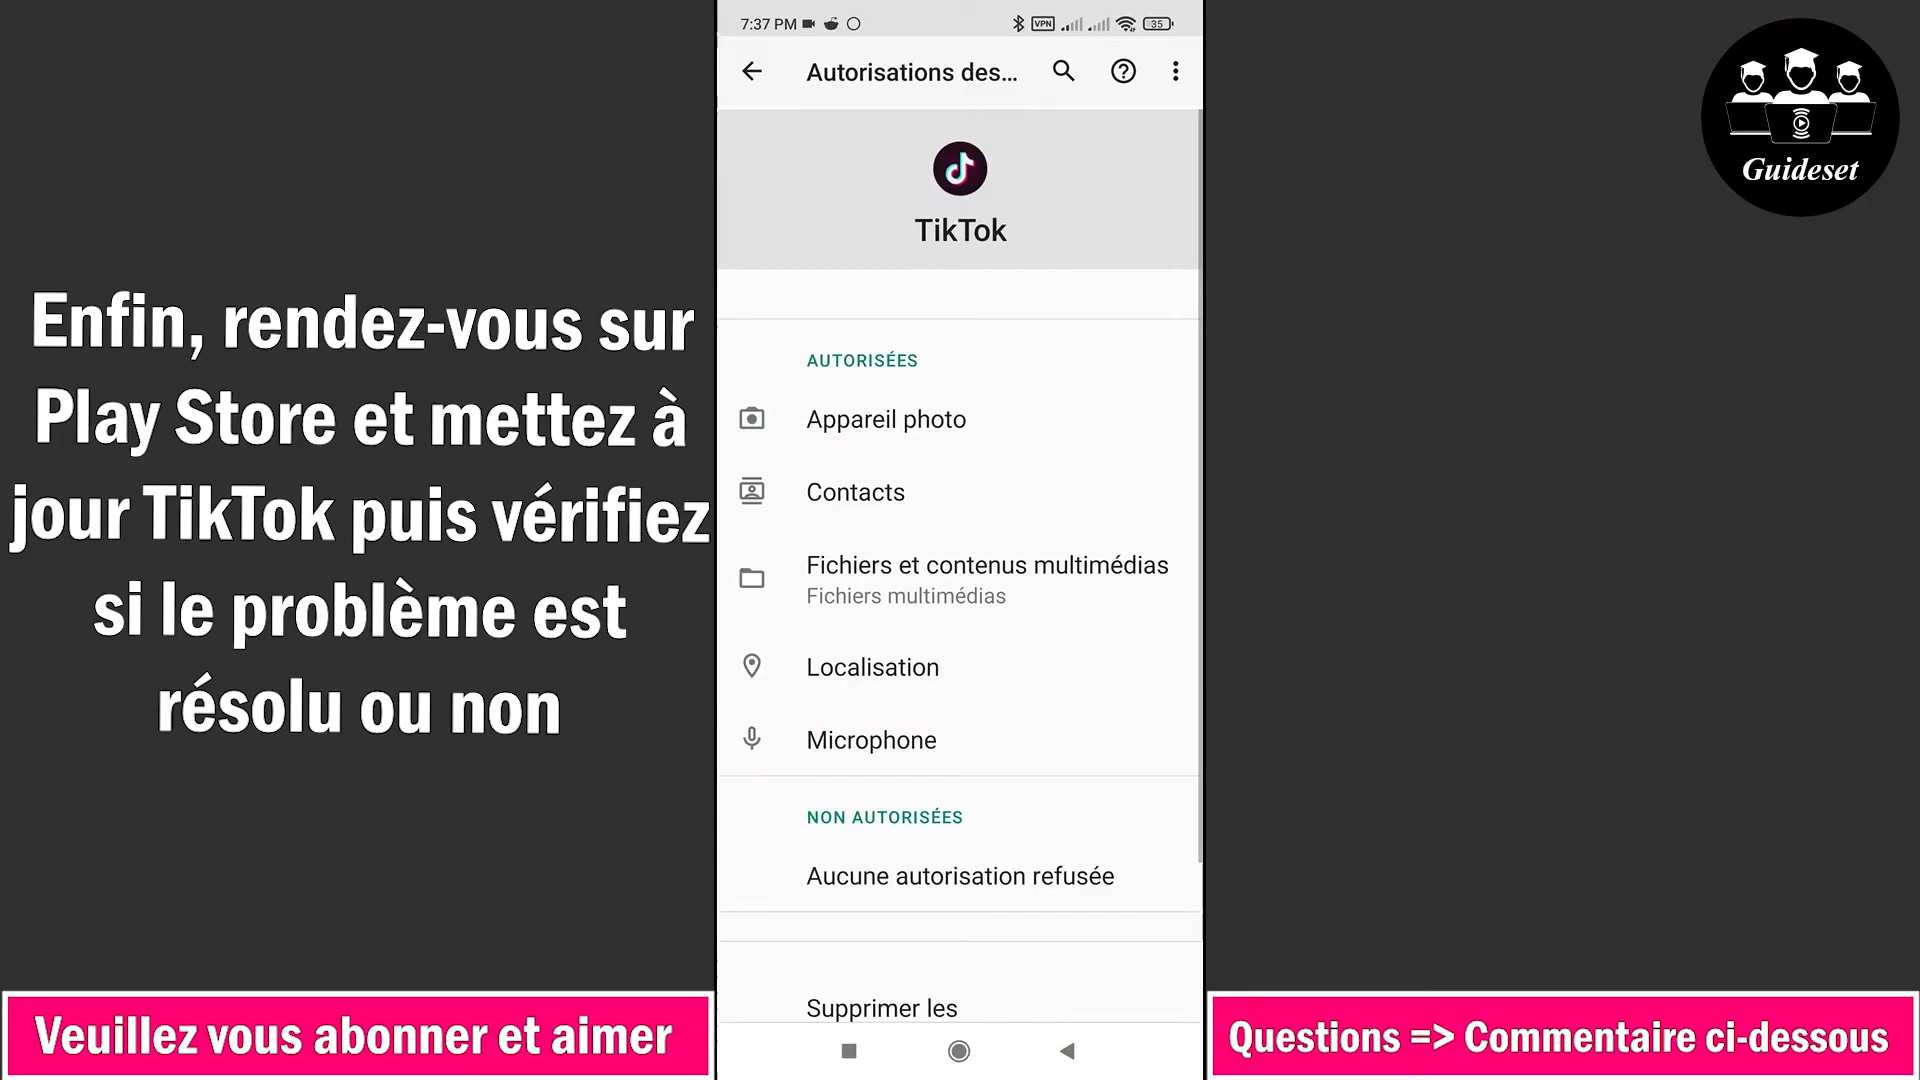 7:37 PM
VPN
35
Autorisations des...
TikTok
AUTORISÉES
Appareil photo
Contacts
Fichiers et contenus multimédias
Fichiers multimédias
Localisation
Microphone
NON AUTORISÉES
Aucune autorisation refusée
Supprimer les
Enfin, rendez-vous sur
Play Store et mettez à
jour TikTok puis vérifiez
si le problème est
résolu ou non
Guideset
Veuillez vous abonner et aimer
Questions => Commentaire ci-dessous